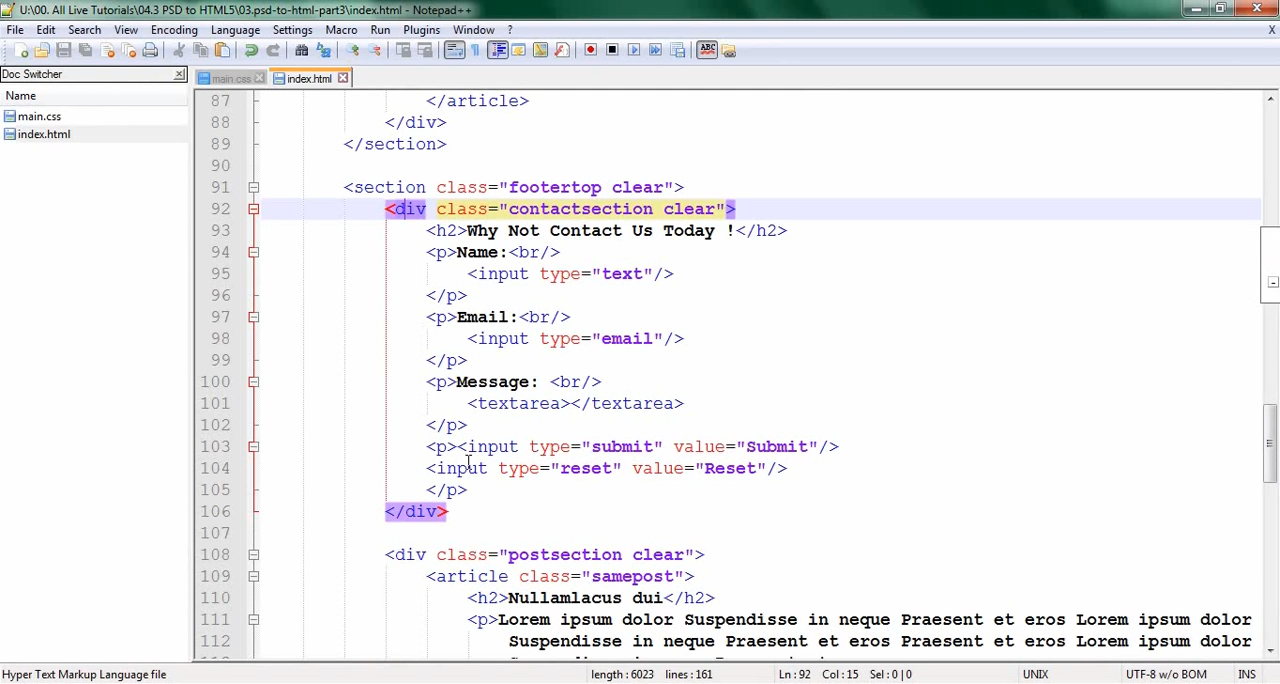 U:\00. All Live Tutorials\04.3 PSD to HTML5\03.psd-to-html-part3\index.html - Notepad++
File Edit Search View Encoding Language Settings Macro Run Plugins Window ? X
ABC
Doc Switcher
main.css index.html
Name
main.css
index.html
87 </article>
88 </div>
89 </section>
90
91 <section class="footertop clear">
92 <div class="contactsection clear">
93 <h2>Why Not Contact Us Today !</h2>
94 <p>Name:<br/>
95 <input type="text"/>
96 </p>
97 <p>Email:<br/>
98 <input type="email"/>
99 </p>
100 <p>Message: <br/>
101 <textarea></textarea>
102 </p>
103 <p><input type="submit" value="Submit"/>
104 <input type="reset" value="Reset"/>
105 </p>
106 </div>
107
108 <div class="postsection clear">
109 <article class="samepost">
110 <h2>Nullamlacus dui</h2>
111 <p>Lorem ipsum dolor Suspendisse in neque Praesent et eros Lorem ipsum dolor
112 Suspendisse in neque Praesent et eros Praesent et eros Lorem ipsum dolor
Hyper Text Markup Language file length : 6023 lines : 161 Ln : 92 Col : 15 Sel : 0 | 0 UNIX UTF-8 w/o BOM INS